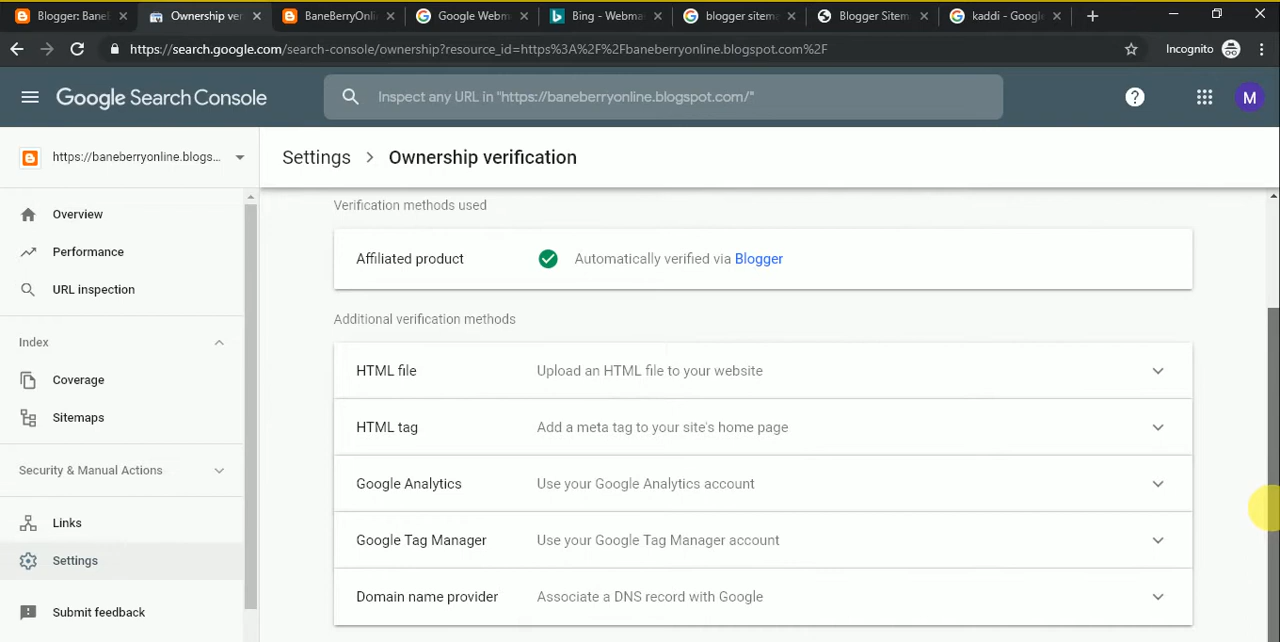 Blogger: BaneB
Ownership ver
BaneBerryOnli
Google Webm
Bing - Webma
blogger sitem
Blogger Sitem
kaddi - Google
https://search.google.com/search-console/ownership?resource_id=https%3A%2F%2Fbaneberryonline.blogspot.com%2F
Incognito
Google Search Console
Inspect any URL in "https://baneberryonline.blogspot.com/"
M
https://baneberryonline.blogs...
Settings > Ownership verification
Overview
Performance
URL inspection
Index
Coverage
Sitemaps
Security & Manual Actions
Links
Settings
Submit feedback
Verification methods used
Affiliated product Automatically verified via Blogger
Additional verification methods
HTML file Upload an HTML file to your website
HTML tag Add a meta tag to your site's home page
Google Analytics Use your Google Analytics account
Google Tag Manager Use your Google Tag Manager account
Domain name provider Associate a DNS record with Google